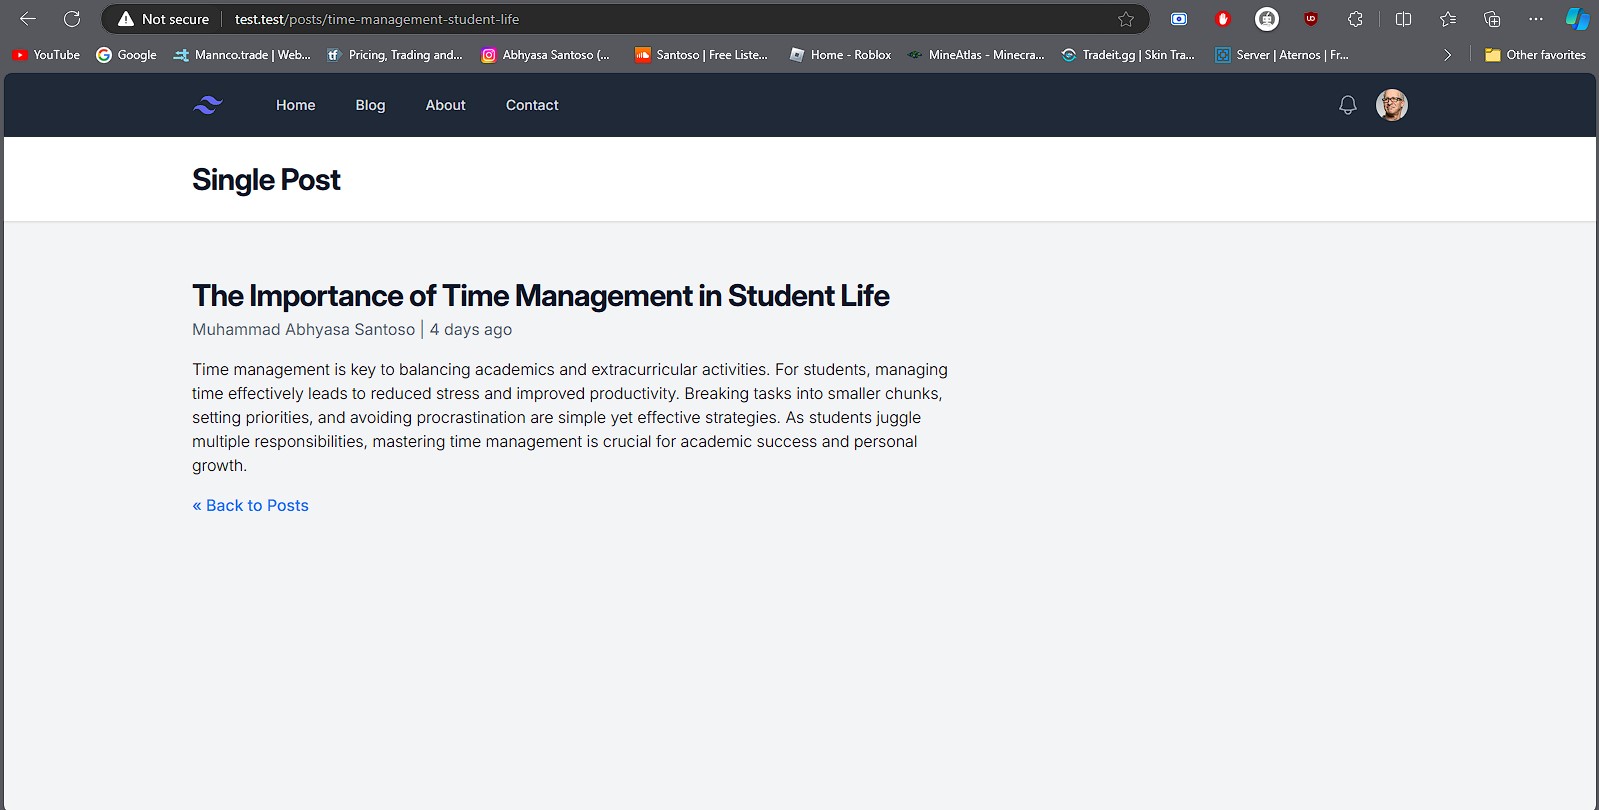 Not secure
test.test/posts/time-management-student-life
YouTube
Google
Mannco.trade | Web...
tf
Pricing, Trading and...
Abhyasa Santoso (...
Santoso | Free Liste...
Home - Roblox
MineAtlas - Minecra...
Tradeit.gg | Skin Tra...
Server | Aternos | Fr...
Other favorites
Home
Blog
About
Contact
Single Post
The Importance of Time Management in Student Life
Muhammad Abhyasa Santoso | 4 days ago
Time management is key to balancing academics and extracurricular activities. For students, managing
time effectively leads to reduced stress and improved productivity. Breaking tasks into smaller chunks,
setting priorities, and avoiding procrastination are simple yet effective strategies. As students juggle
multiple responsibilities, mastering time management is crucial for academic success and personal
growth.
« Back to Posts